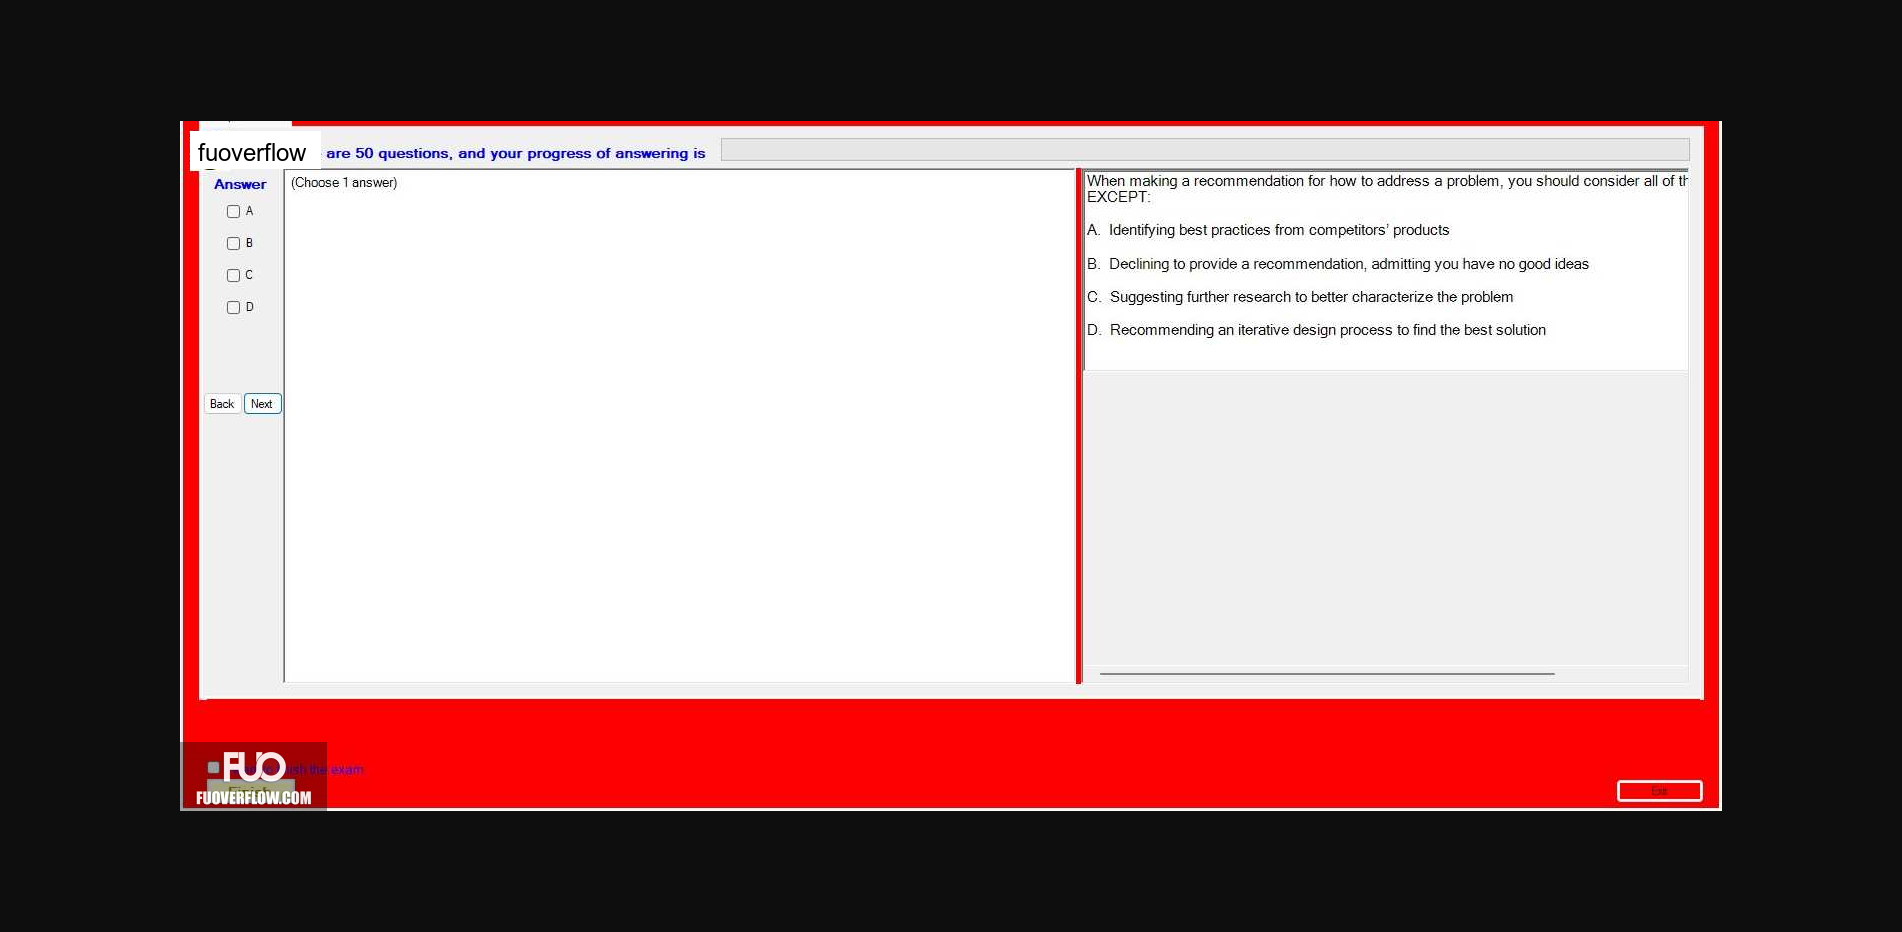 fuoverflow are 50 questions, and your progress of answering is
Answer
(Choose 1 answer)
A
B
C
D
Back Next
When making a recommendation for how to address a problem, you should consider all of th
EXCEPT:
A. Identifying best practices from competitors' products
B. Declining to provide a recommendation, admitting you have no good ideas
C. Suggesting further research to better characterize the problem
D. Recommending an iterative design process to find the best solution
FUO
the exam
Finish
FUOVERFLOW.COM
Exit